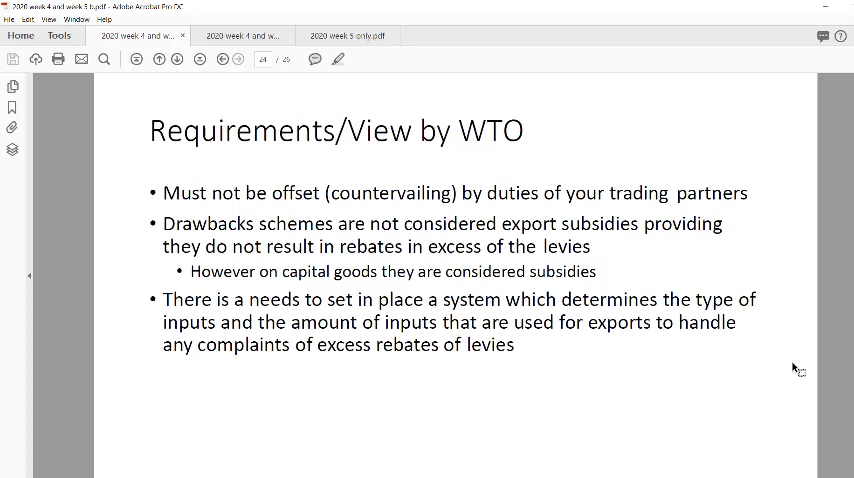 2020 week 4 and week 5 b.pdf - Adobe Acrobat Pro DC
File Edit View Window Help
Home Tools 2020 week 4 and w... × 2020 week 4 and w... 2020 week 5 only.pdf
24 / 26
Requirements/View by WTO
• Must not be offset (countervailing) by duties of your trading partners
• Drawbacks schemes are not considered export subsidies providing
they do not result in rebates in excess of the levies
• However on capital goods they are considered subsidies
• There is a needs to set in place a system which determines the type of
inputs and the amount of inputs that are used for exports to handle
any complaints of excess rebates of levies